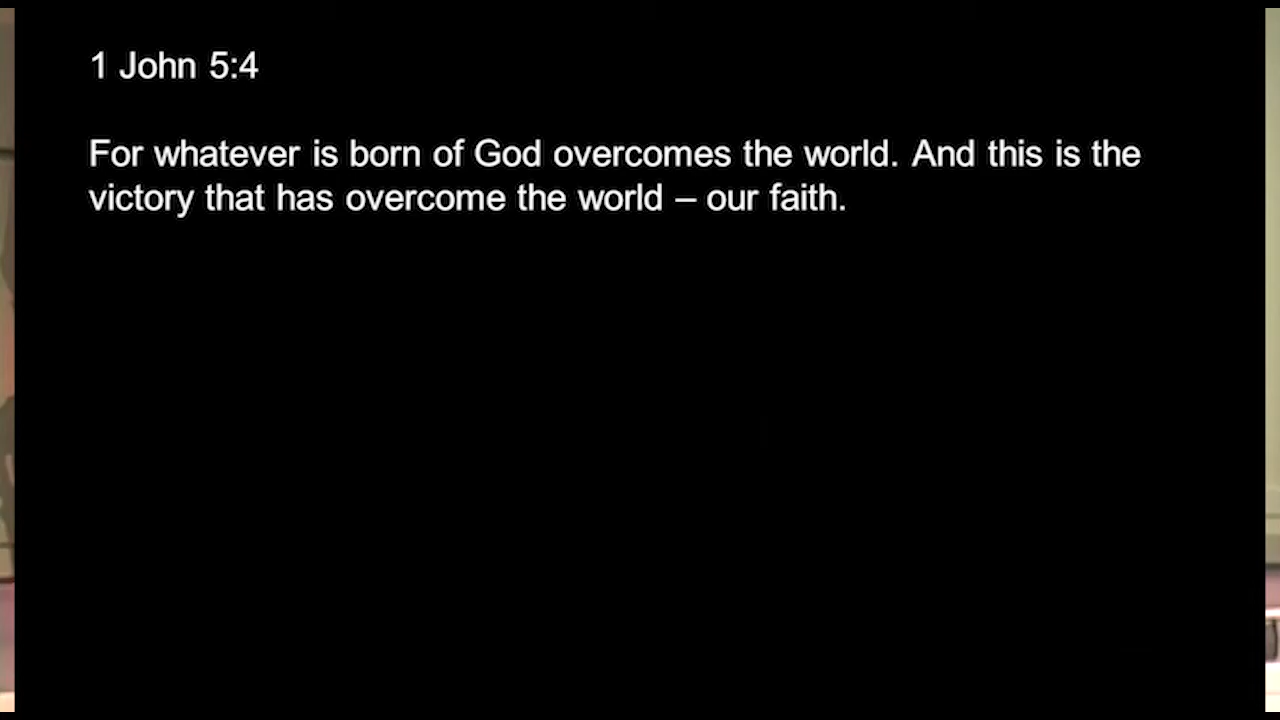 1 John 5:4
For whatever is born of God overcomes the world. And this is the
victory that has overcome the world – our faith.